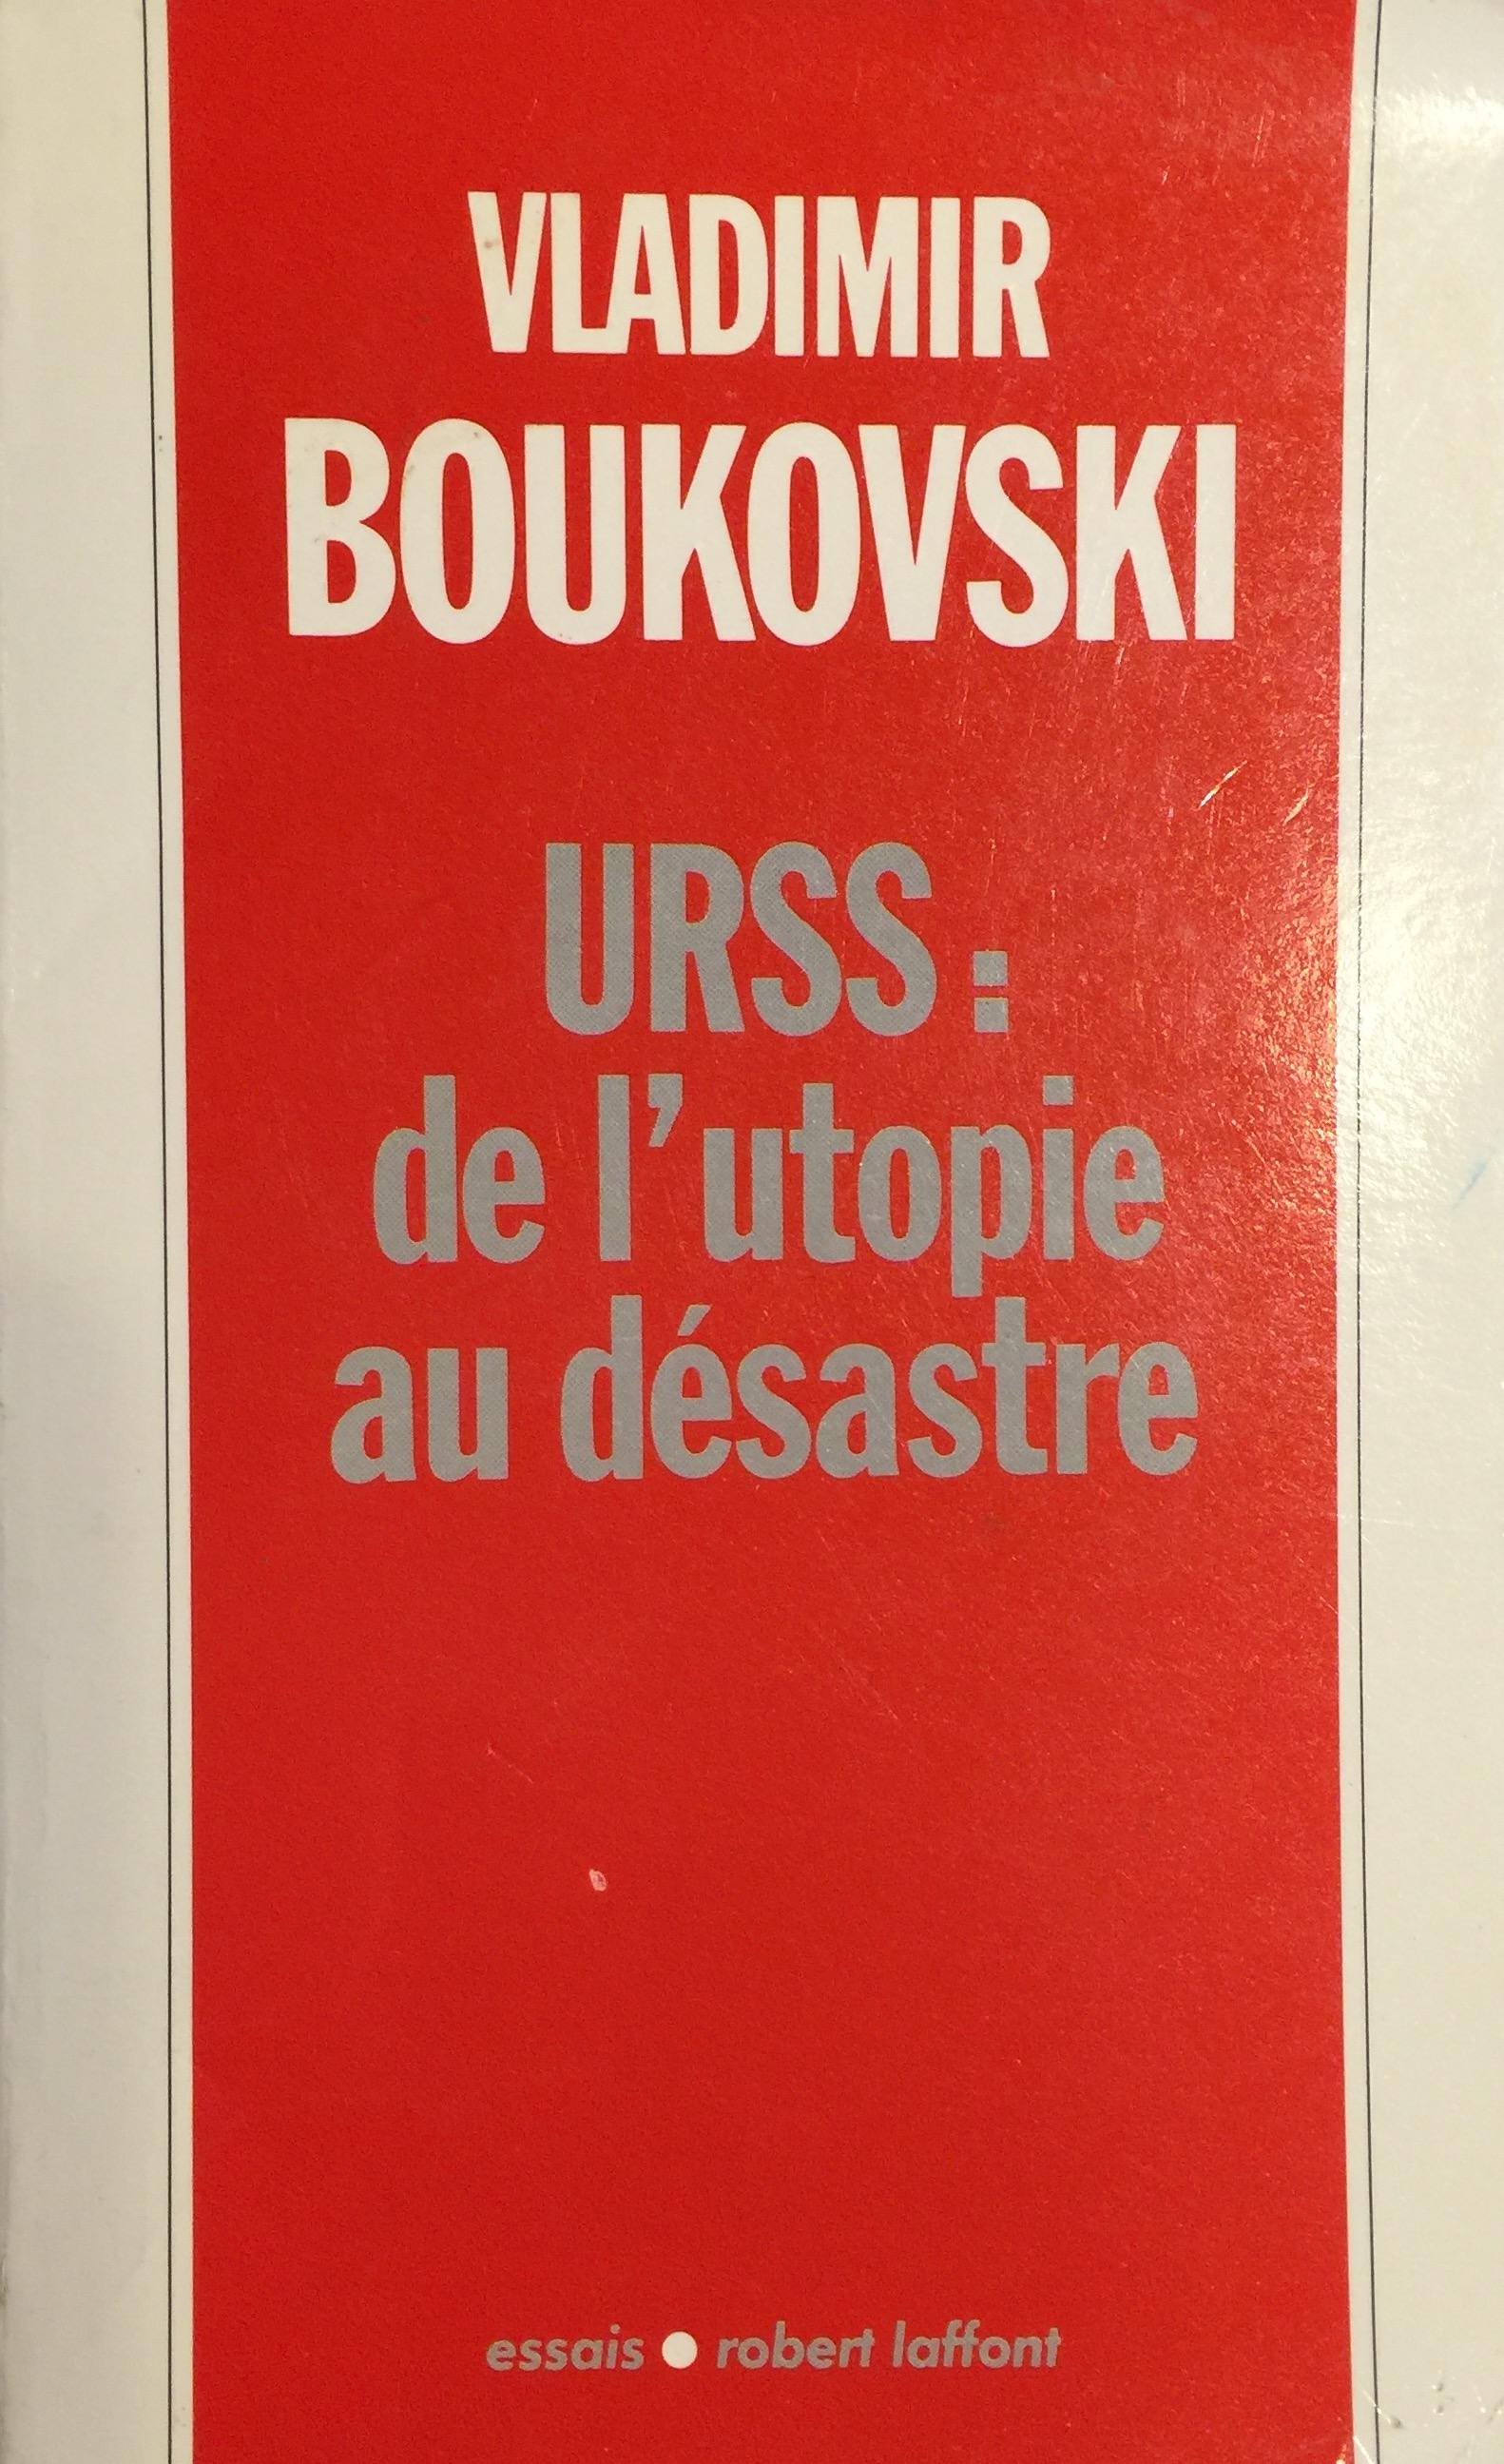 VLADIMIR
BOUKOVSKI
URSS :
de l'utopie
au désastre
essais ● robert laffont